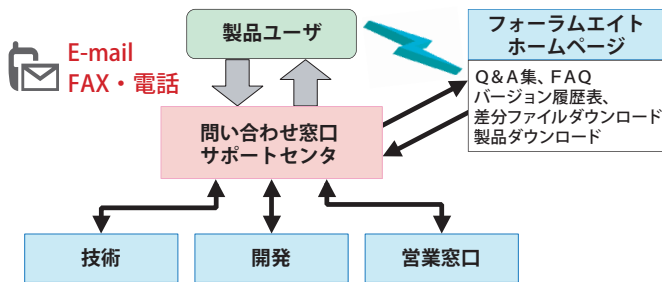 製品ユーザ
E-mail
FAX・電話
フォーラムエイト
ホームページ
Ｑ＆Ａ集、ＦＡＱ
バージョン履歴表、
差分ファイルダウンロード
製品ダウンロード
問い合わせ窓口
サポートセンタ
技術
開発
営業窓口